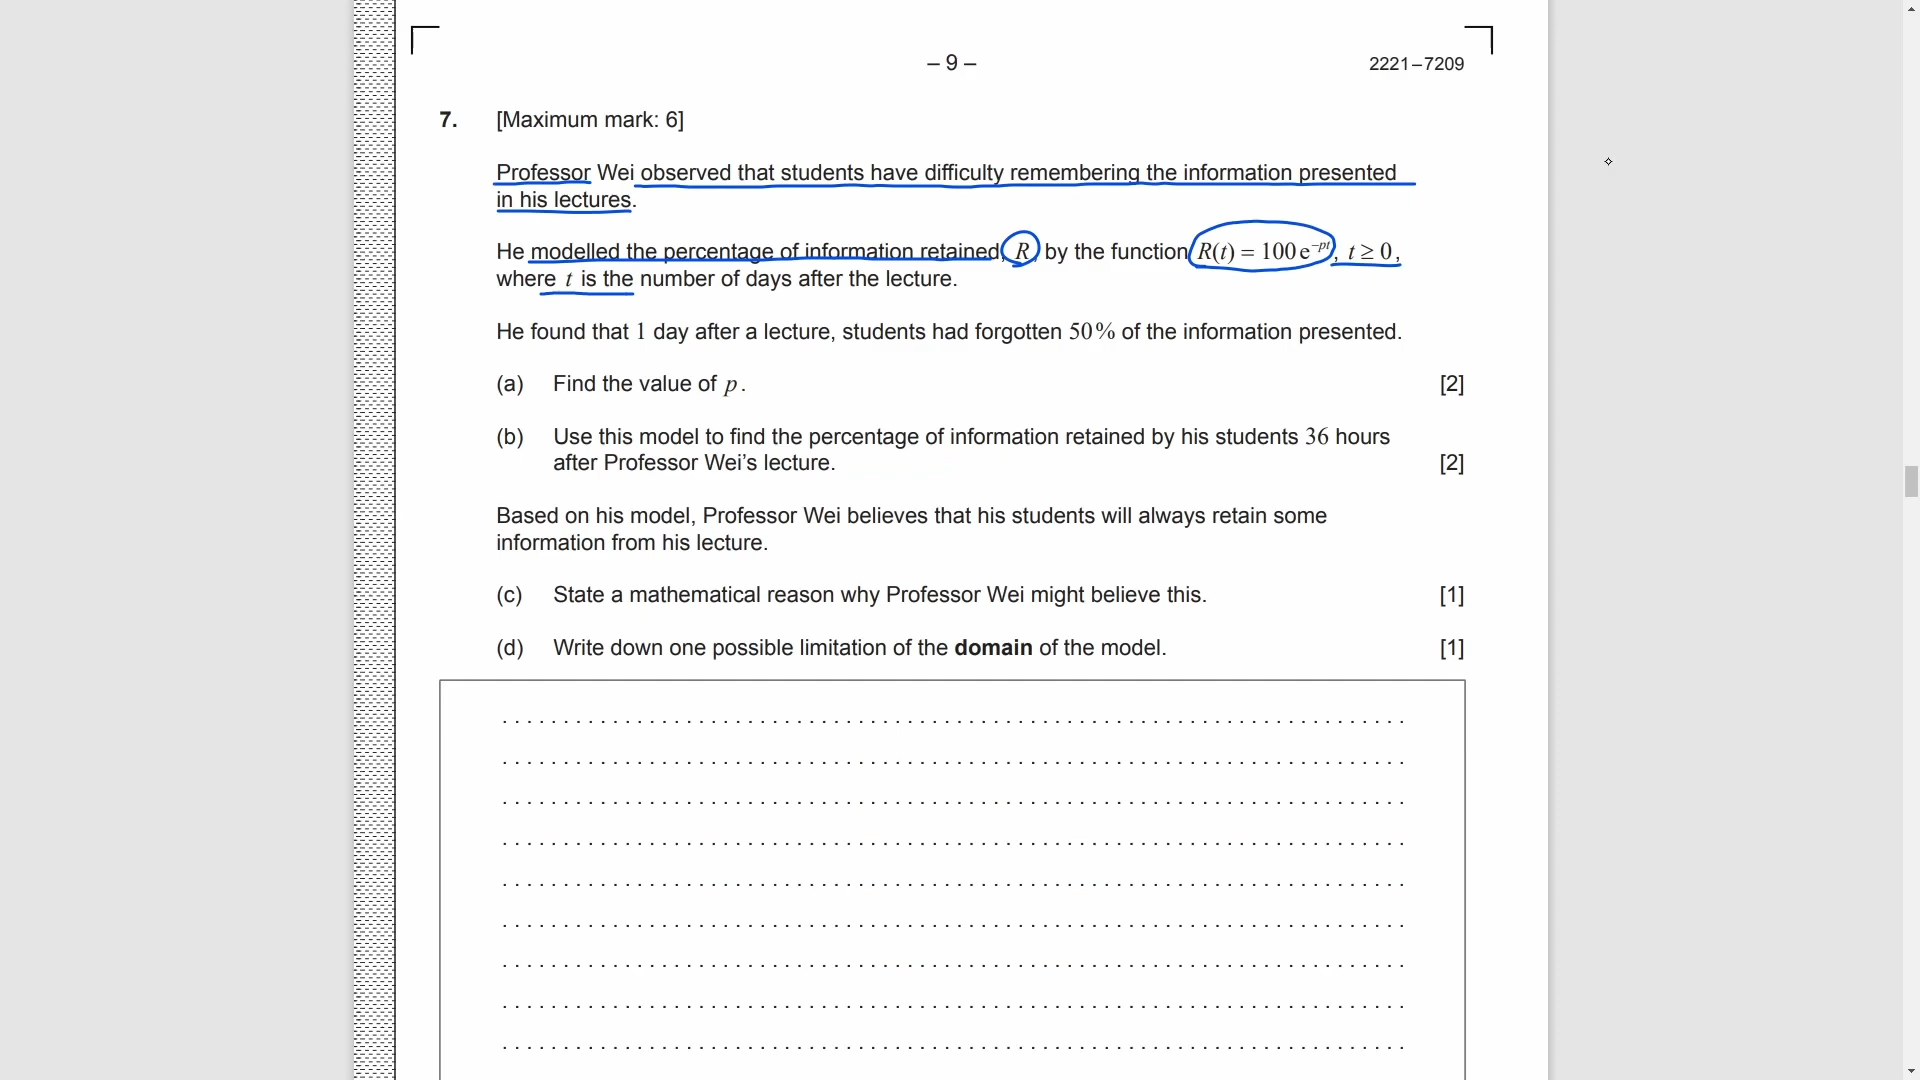 – 9 –
2221 – 7209
7. [Maximum mark: 6]
Professor Wei observed that students have difficulty remembering the information presented
in his lectures.
He modelled the percentage of information retained, R, by the function R(t) = 100e^{-pt}, t ≥ 0,
where t is the number of days after the lecture.
He found that 1 day after a lecture, students had forgotten 50% of the information presented.
(a) Find the value of p. [2]
(b) Use this model to find the percentage of information retained by his students 36 hours
after Professor Wei’s lecture. [2]
Based on his model, Professor Wei believes that his students will always retain some
information from his lecture.
(c) State a mathematical reason why Professor Wei might believe this. [1]
(d) Write down one possible limitation of the domain of the model. [1]